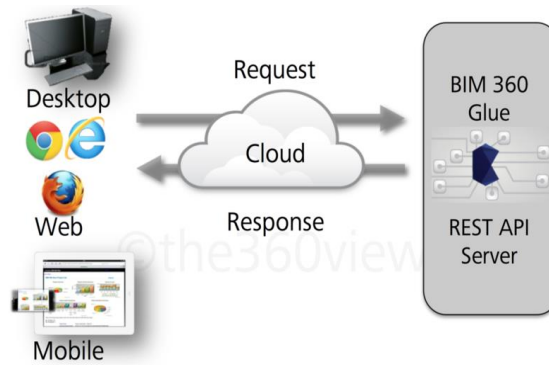 Desktop
Web
Mobile
Request
Cloud
Response
©the360view
BIM 360
Glue
REST API
Server